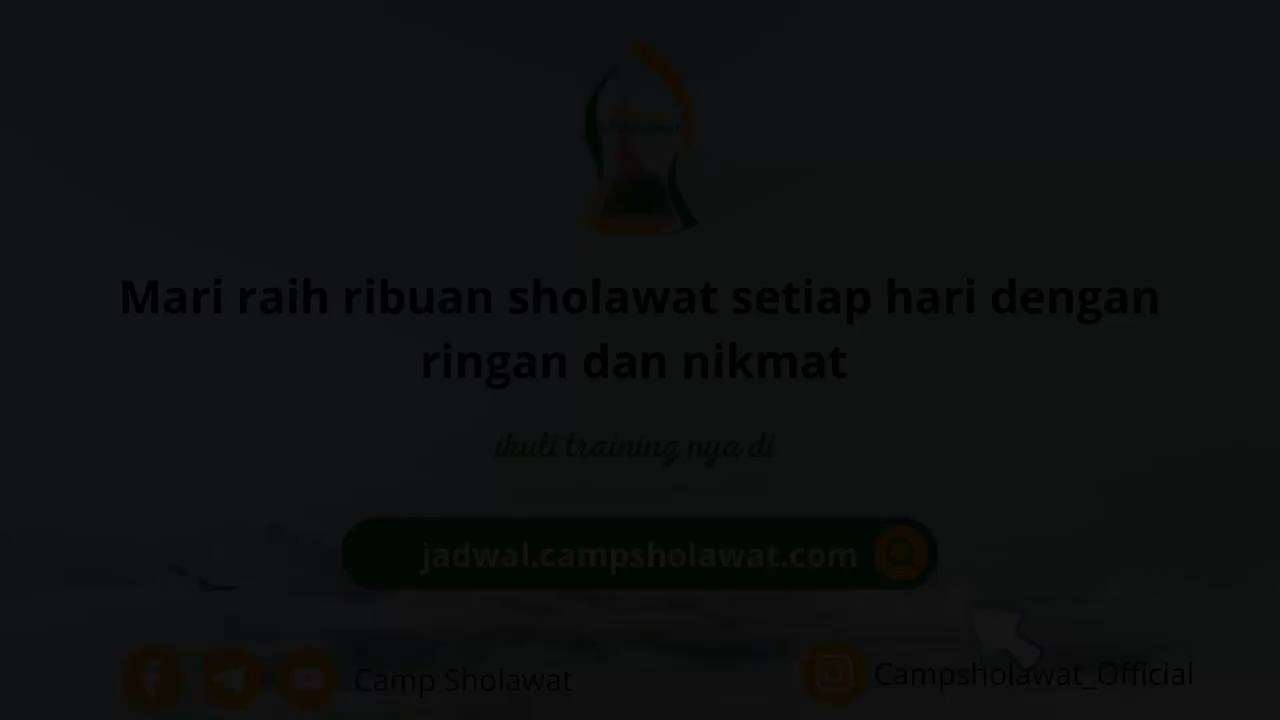 Mari raih ribuan sholawat setiap hari dengan
ringan dan nikmat
ikuti training nya di
jadwal.campsholawat.com
Camp Sholawat
Campsholawat_Official